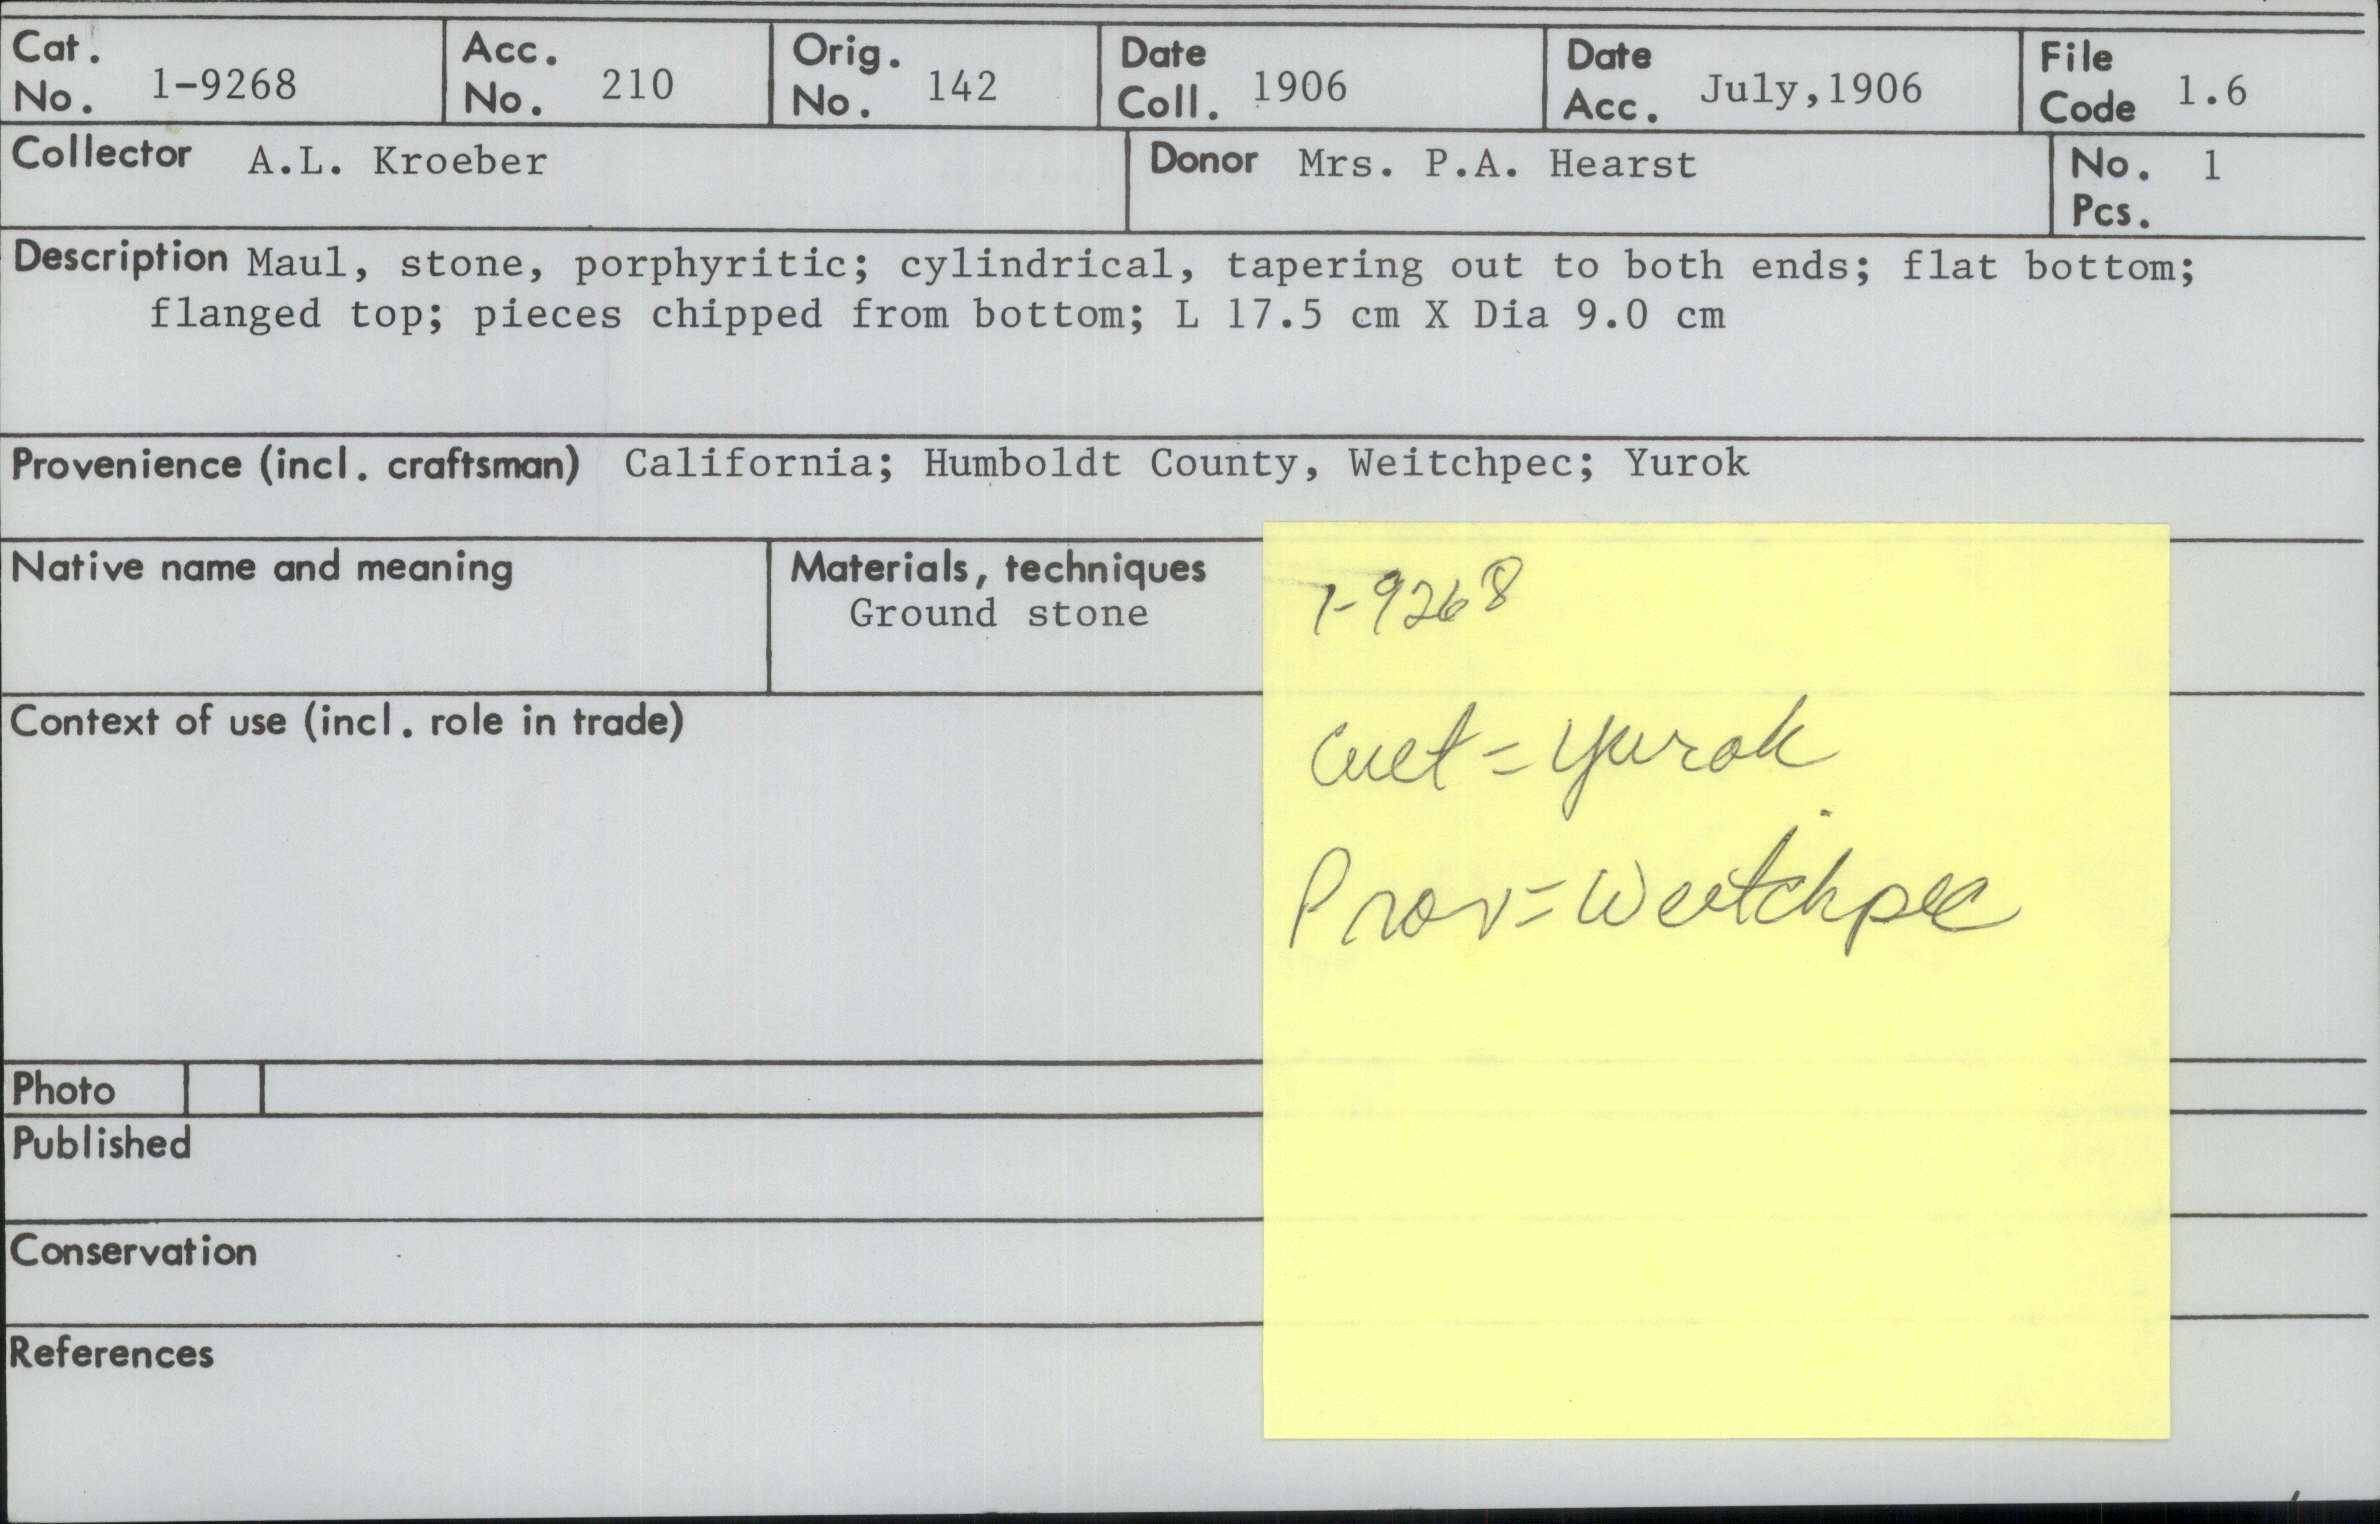 Cat. No. 1-9268
Acc. No. 210
Orig. No. 142
Date Coll. 1906
Date Acc. July,1906
File Code 1.6
Collector A.L. Kroeber
Donor Mrs. P.A. Hearst
No. Pcs. 1
Description Maul, stone, porphyritic; cylindrical, tapering out to both ends; flat bottom;
flanged top; pieces chipped from bottom; L 17.5 cm X Dia 9.0 cm
Provenience (incl. craftsman) California; Humboldt County, Weitchpec; Yurok
Native name and meaning
Materials, techniques
Ground stone
1-9268
Cult = Yurok
Prov = Weitchpec
Context of use (incl. role in trade)
Photo
Published
Conservation
References